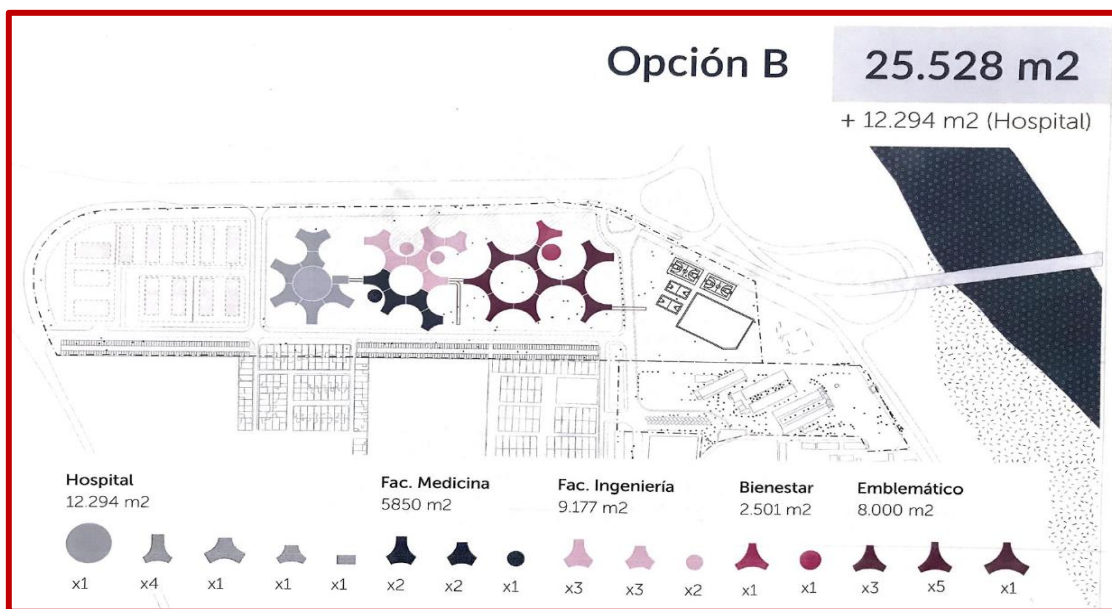 Opción B
25.528 m2
+ 12.294 m2 (Hospital)
Hospital
12.294 m2
x1 x4 x1 x1 x1
Fac. Medicina
5850 m2
x2 x2 x1
Fac. Ingeniería
9.177 m2
x3 x3 x2
Bienestar
2.501 m2
x1 x1
Emblemático
8.000 m2
x3 x5 x1